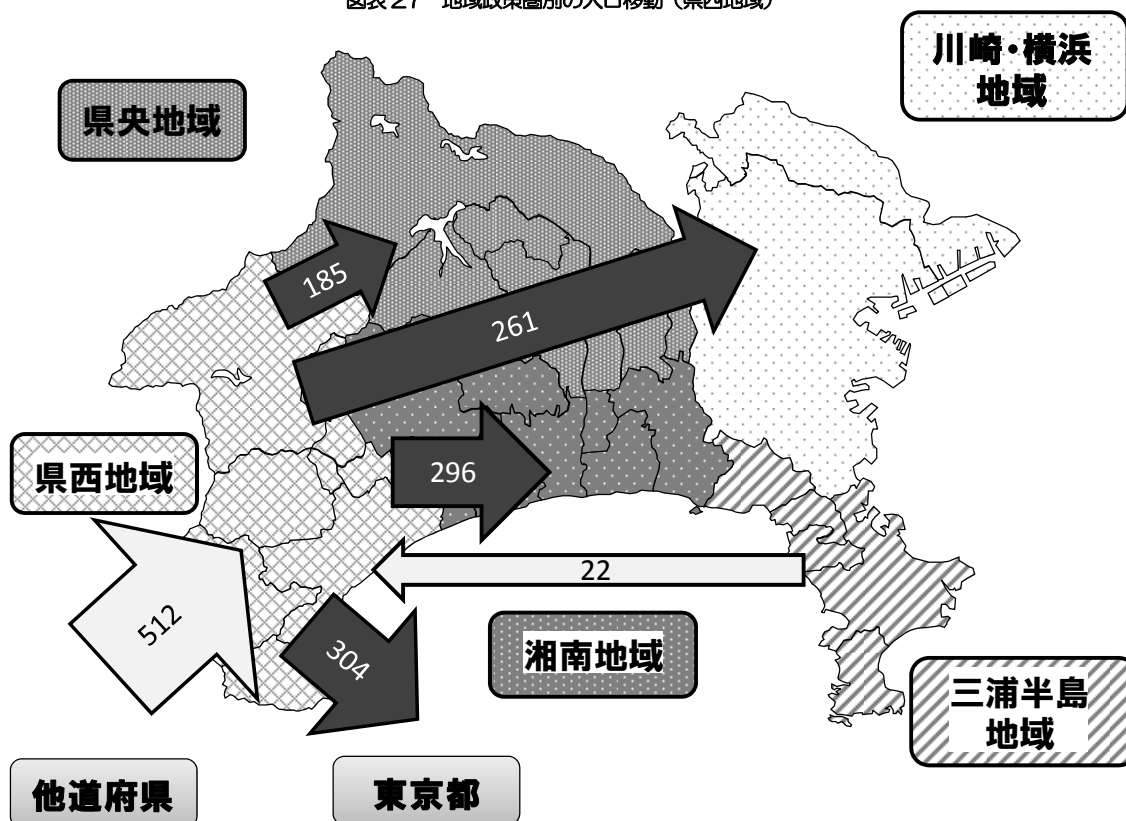 図表27 地域政策圏別の人口移動（県西地域）
川崎・横浜
地域
県央地域
185
261
県西地域
296
22
512
304
湘南地域
三浦半島
地域
他道府県
東京都